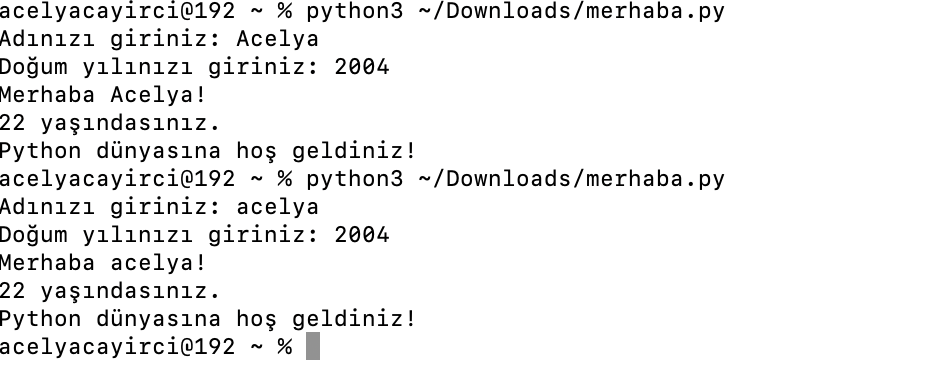 acelyacayirci@192 ~ % python3 ~/Downloads/merhaba.py
Adınızı giriniz: Acelya
Doğum yılınızı giriniz: 2004
Merhaba Acelya!
22 yaşındasınız.
Python dünyasına hoş geldiniz!
acelyacayirci@192 ~ % python3 ~/Downloads/merhaba.py
Adınızı giriniz: acelya
Doğum yılınızı giriniz: 2004
Merhaba acelya!
22 yaşındasınız.
Python dünyasına hoş geldiniz!
acelyacayirci@192 ~ %